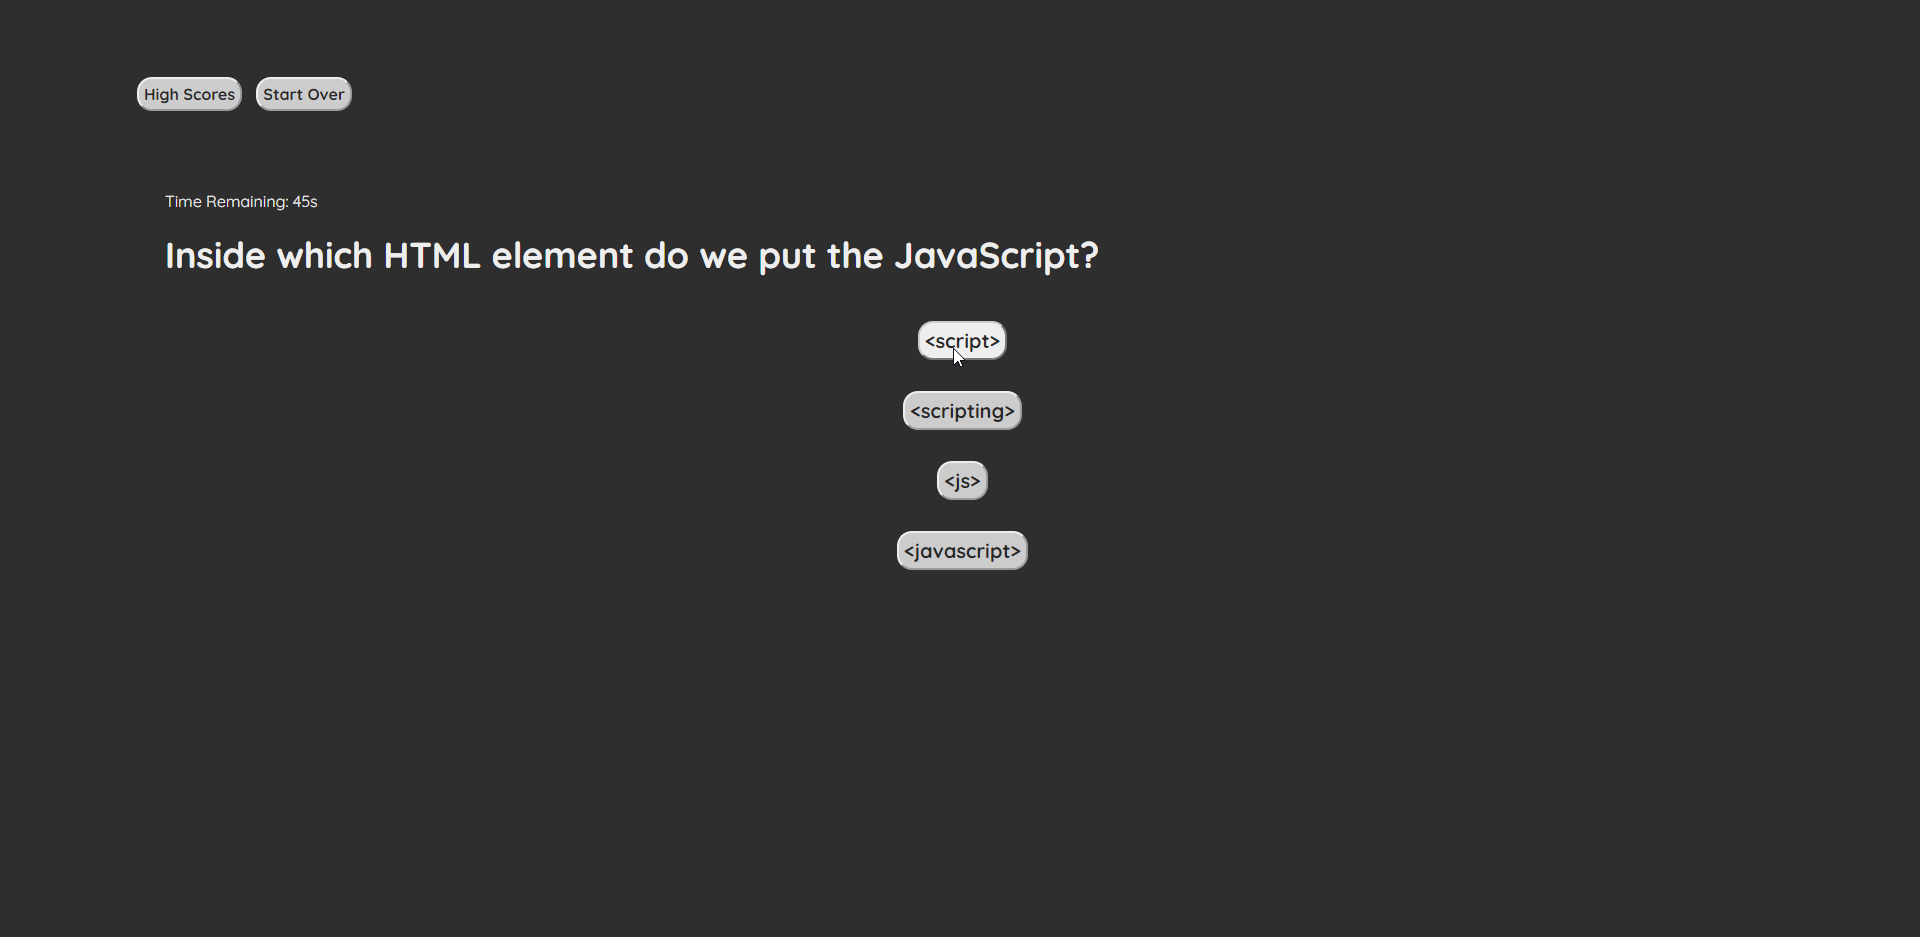 High Scores Start Over
Time Remaining: 45s
Inside which HTML element do we put the JavaScript?
<script>
<scripting>
<js>
<javascript>